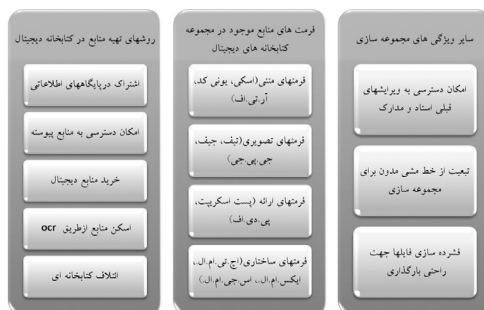 سایر ویژگی های مجموعه سازی
امکان دسترسی به ویرایشهای
قبلی اسناد و مدارک
تبعیت از خط مشی مدون برای
مجموعه سازی
فشرده سازی فایلها جهت
راحتی بارگذاری
فرمت های منابع موجود در مجموعه
کتابخانه های دیجیتال
فرمتهای متنی(اسکی، یونی کد،
آر.تی.اف)
فرمتهای تصویری(تیف، جیف،
جی.پی.جی)
فرمتهای ارائه (پست اسکریپت،
پی.دی.اف)
فرمتهای ساختاری(اچ.تی.ام.ال.،
ایکس.ام.ال.، اس.جی.ام.ال.)
روشهای تهیه منابع در کتابخانه دیجیتال
اشتراک درپایگاههای اطلاعاتی
امکان دسترسی به منابع پیوسته
خرید منابع دیجیتال
اسکن منابع ازطریق ocr
ائتلاف کتابخانه ای